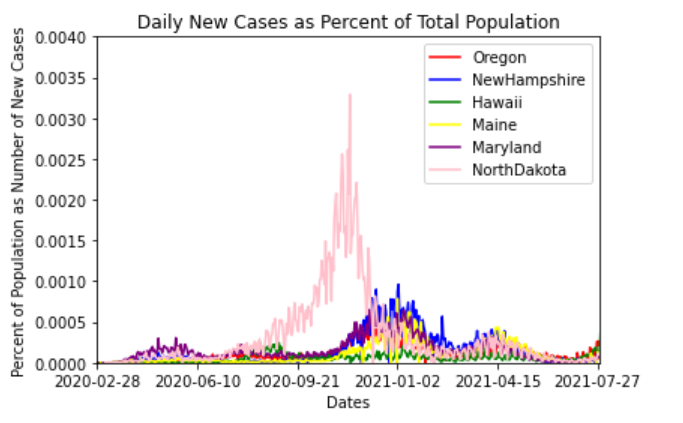 Daily New Cases as Percent of Total Population
Percent of Population as Number of New Cases
0.0040
0.0035
0.0030
0.0025
0.0020
0.0015
0.0010
0.0005
0.0000
Oregon
NewHampshire
Hawaii
Maine
Maryland
NorthDakota
2020-02-28 2020-06-10 2020-09-21 2021-01-02 2021-04-15 2021-07-27
Dates